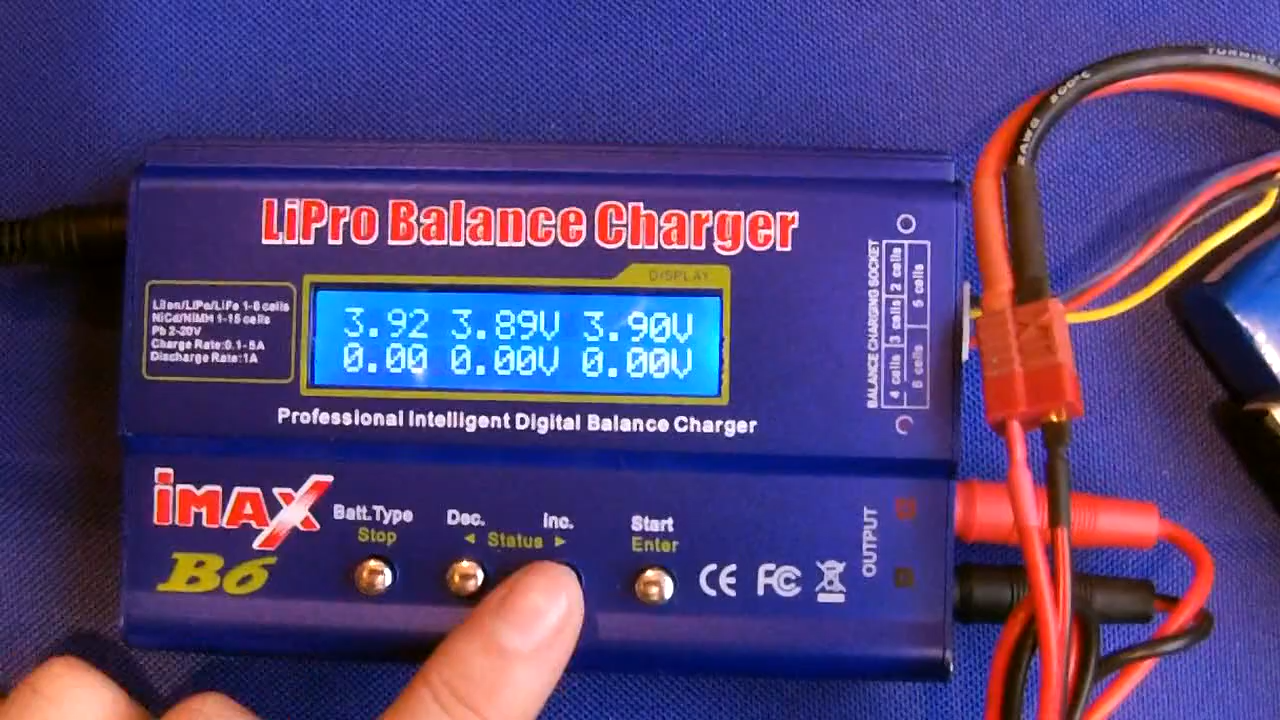 TURNIGY
200°C
2AWG
LiPro Balance Charger
DISPLAY
LiIon/LiPo/LiFe 1-6 cells
NiCd/NiMH 1-15 cells
Pb 2-20V
Charge Rate:0.1-5A
Discharge Rate:1A
3.92 3.89V 3.90V
0.00 0.00V 0.00V
BALANCE CHARGING SOCKET
2 cells
3 cells
4 cells
5 cells
6 cells
Professional Intelligent Digital Balance Charger
iMAX
B6
Batt.Type
Stop
Dec.
Inc.
◄ Status ►
Start
Enter
CE FC
OUTPUT